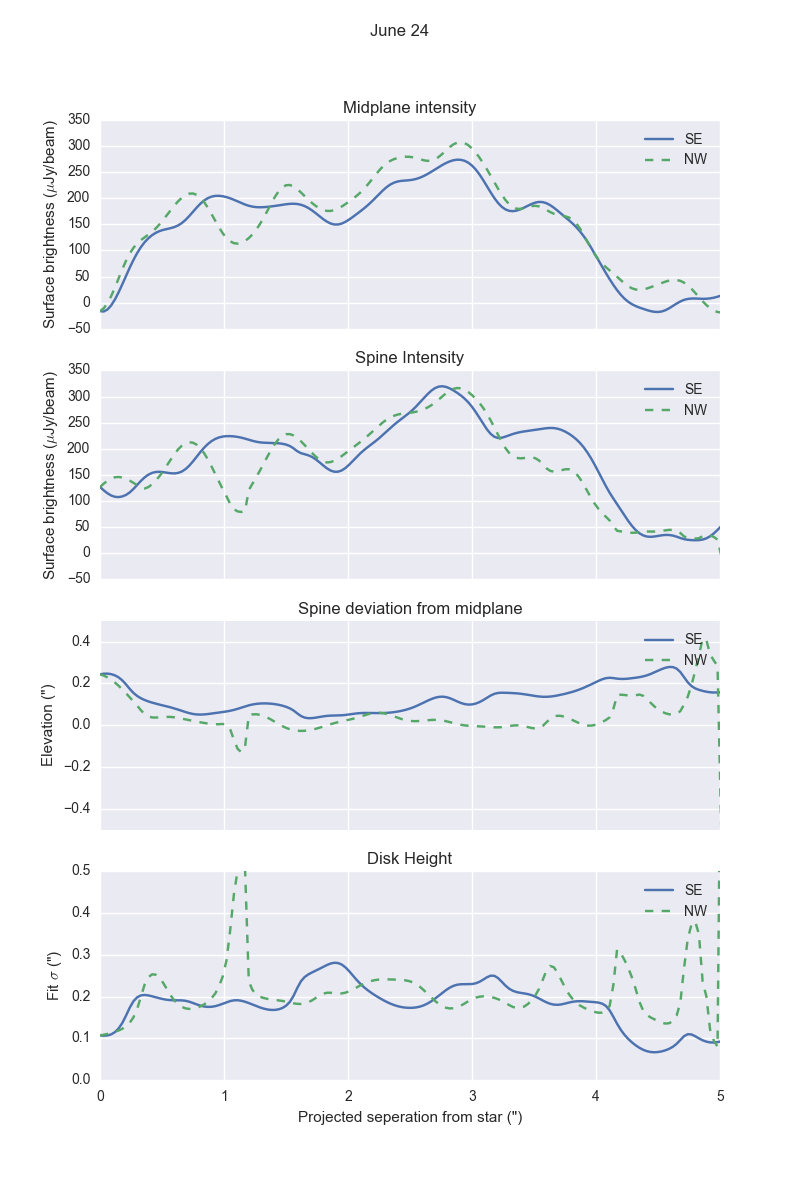 June 24
Midplane intensity
Surface brightness (μJy/beam)
350
300
250
200
150
100
50
0
−50
SE
NW
Spine Intensity
Surface brightness (μJy/beam)
350
300
250
200
150
100
50
0
−50
SE
NW
Spine deviation from midplane
Elevation (")
0.4
0.2
0.0
−0.2
−0.4
SE
NW
Disk Height
Fit σ (")
0.5
0.4
0.3
0.2
0.1
0.0
SE
NW
0 1 2 3 4 5
Projected seperation from star (")